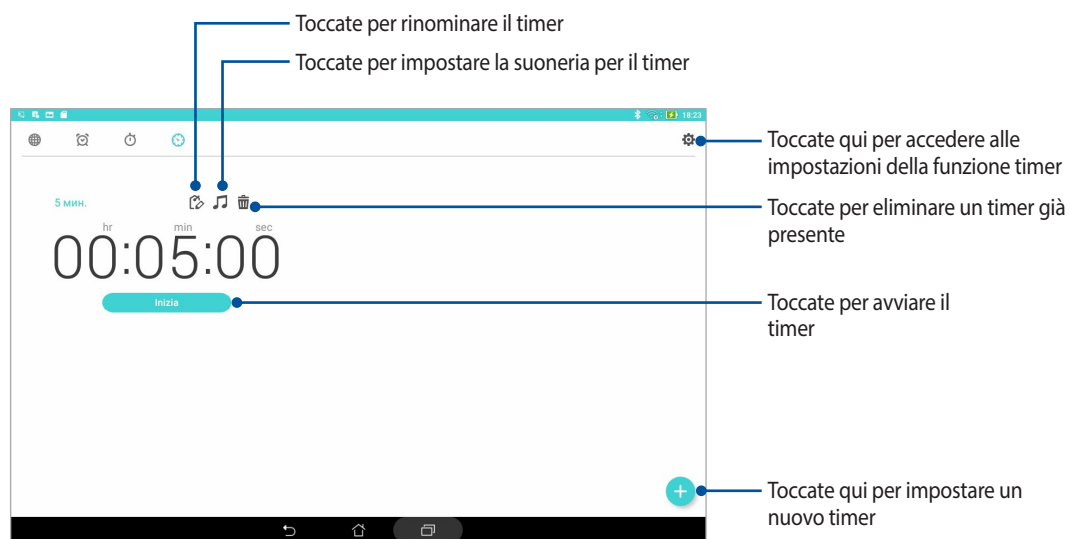 Toccate per rinominare il timer
Toccate per impostare la suoneria per il timer
18:23
Toccate qui per accedere alle
impostazioni della funzione timer
5 мин.
Toccate per eliminare un timer già
presente
hr min sec
00:05:00
Inizia
Toccate per avviare il
timer
Toccate qui per impostare un
nuovo timer